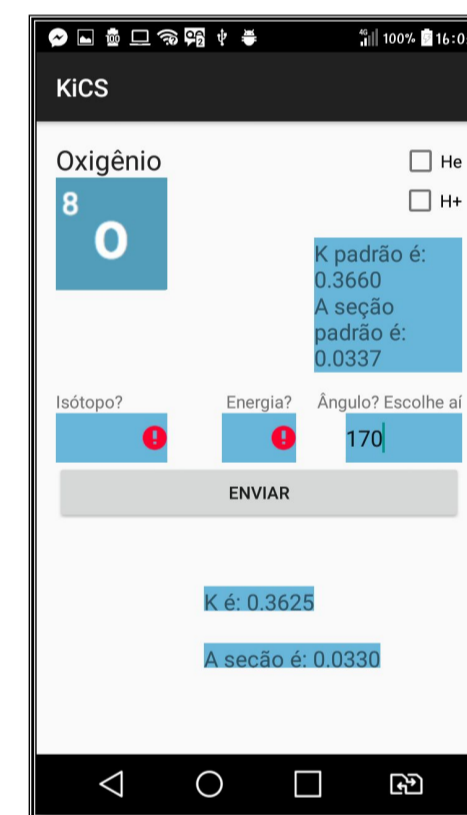 100% 16:0
KiCS
Oxigênio
He
8
O
H+
K padrão é:
0.3660
A seção
padrão é:
0.0337
Isótopo? Energia? Ângulo? Escolhe aí
170
ENVIAR
K é: 0.3625
A secão é: 0.0330